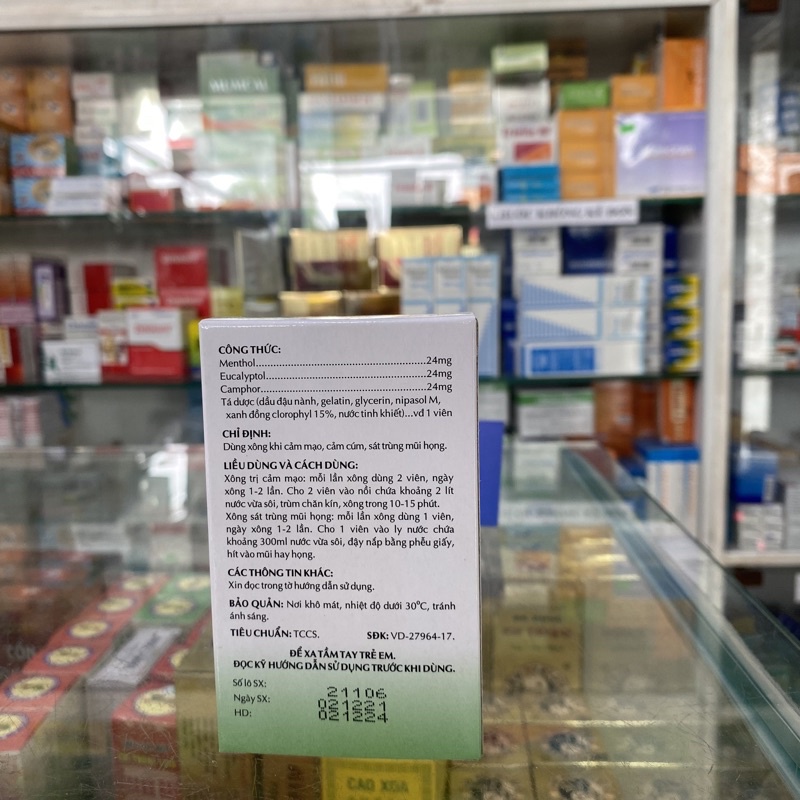 CÔNG THỨC:
Menthol.......................................................24mg
Eucalyptol...................................................24mg
Camphor.....................................................24mg
Tá dược (dầu đậu nành, gelatin, glycerin, nipasol M,
xanh đồng clorophyl 15%, nước tinh khiết)...vđ 1 viên
CHỈ ĐỊNH:
Dùng xông khi cảm mạo, cảm cúm, sát trùng mũi họng.
LIỀU DÙNG VÀ CÁCH DÙNG:
Xông trị cảm mạo: mỗi lần xông dùng 2 viên, ngày
xông 1-2 lần. Cho 2 viên vào nồi chứa khoảng 2 lít
nước vừa sôi, trùm chăn kín, xông trong 10-15 phút.
Xông sát trùng mũi họng: mỗi lần xông dùng 1 viên,
ngày xông 1-2 lần. Cho 1 viên vào ly nước chứa
khoảng 300ml nước vừa sôi, đậy nắp bằng phễu giấy,
hít vào mũi hay họng.
CÁC THÔNG TIN KHÁC:
Xin đọc trong tờ hướng dẫn sử dụng.
BẢO QUẢN: Nơi khô mát, nhiệt độ dưới 30°C, tránh
ánh sáng.
TIÊU CHUẨN: TCCS. SĐK: VD-27964-17.
ĐỂ XA TẦM TAY TRẺ EM.
ĐỌC KỸ HƯỚNG DẪN SỬ DỤNG TRƯỚC KHI DÙNG.
Số lô SX: 21106
Ngày SX: 021221
HD: 021224
CAO XOA